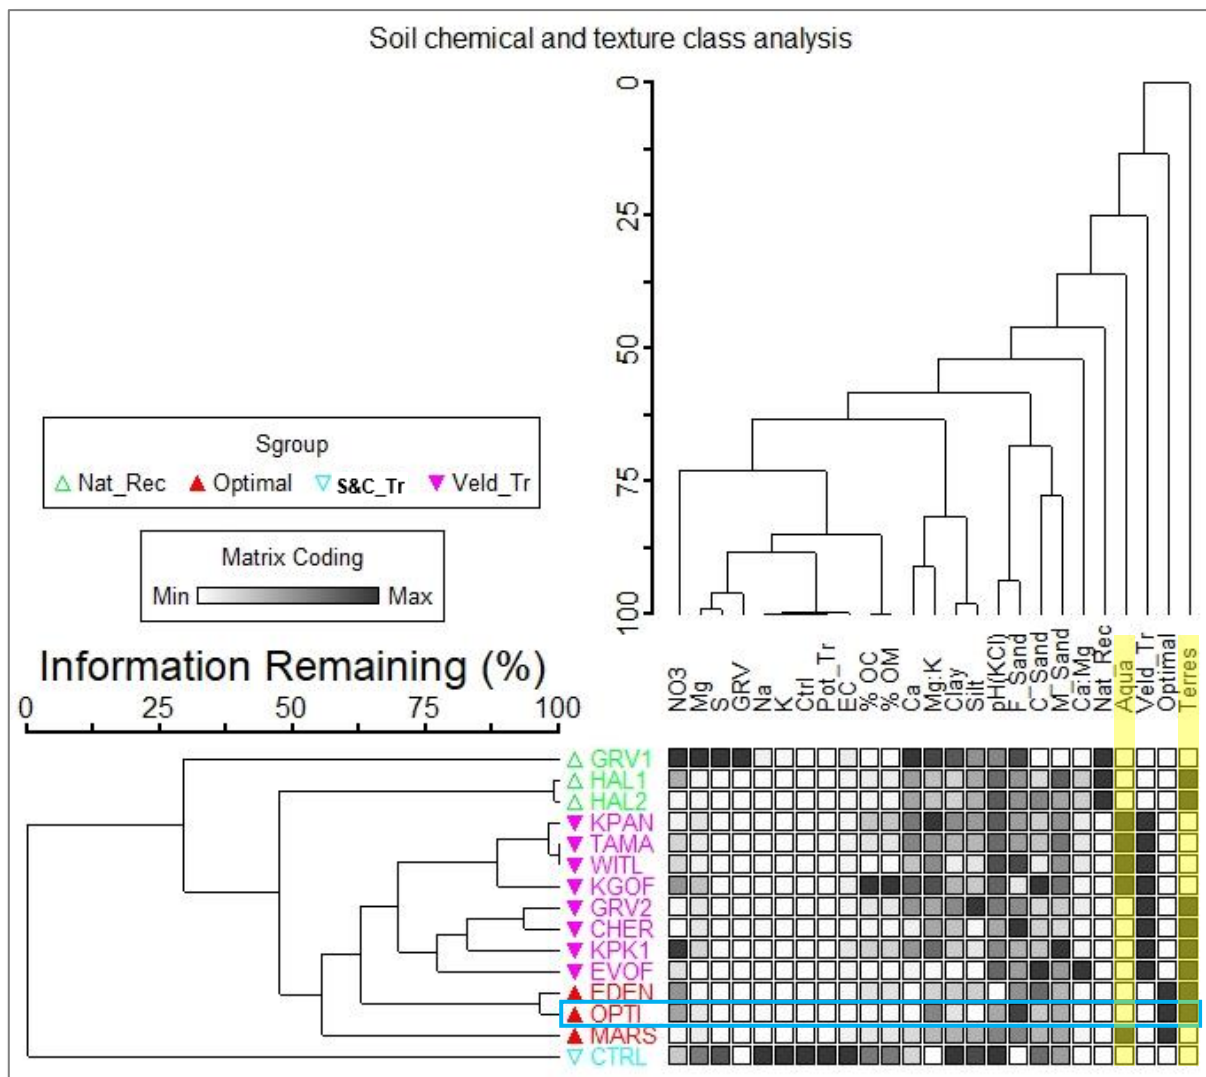 Soil chemical and texture class analysis
0
25
50
75
100
Sgroup
Nat_Rec Optimal S&C_Tr Veld_Tr
Matrix Coding
Min Max
Information Remaining (%)
0 25 50 75 100
NO3
Mg
S
GRV
Na
K
Ctrl
Pot_Tr
EC
% OC
% OM
Ca
Mg:K
Clay
Silt
pH(KCl)
F_Sand
C_Sand
M_Sand
Ca:Mg
Nat_Rec
Aqua
Veld_Tr
Optimal
Terres
GRV1
HAL1
HAL2
KPAN
TAMA
WITL
KGOF
GRV2
CHER
KPK1
EVOF
EDEN
OPTI
MARS
CTRL